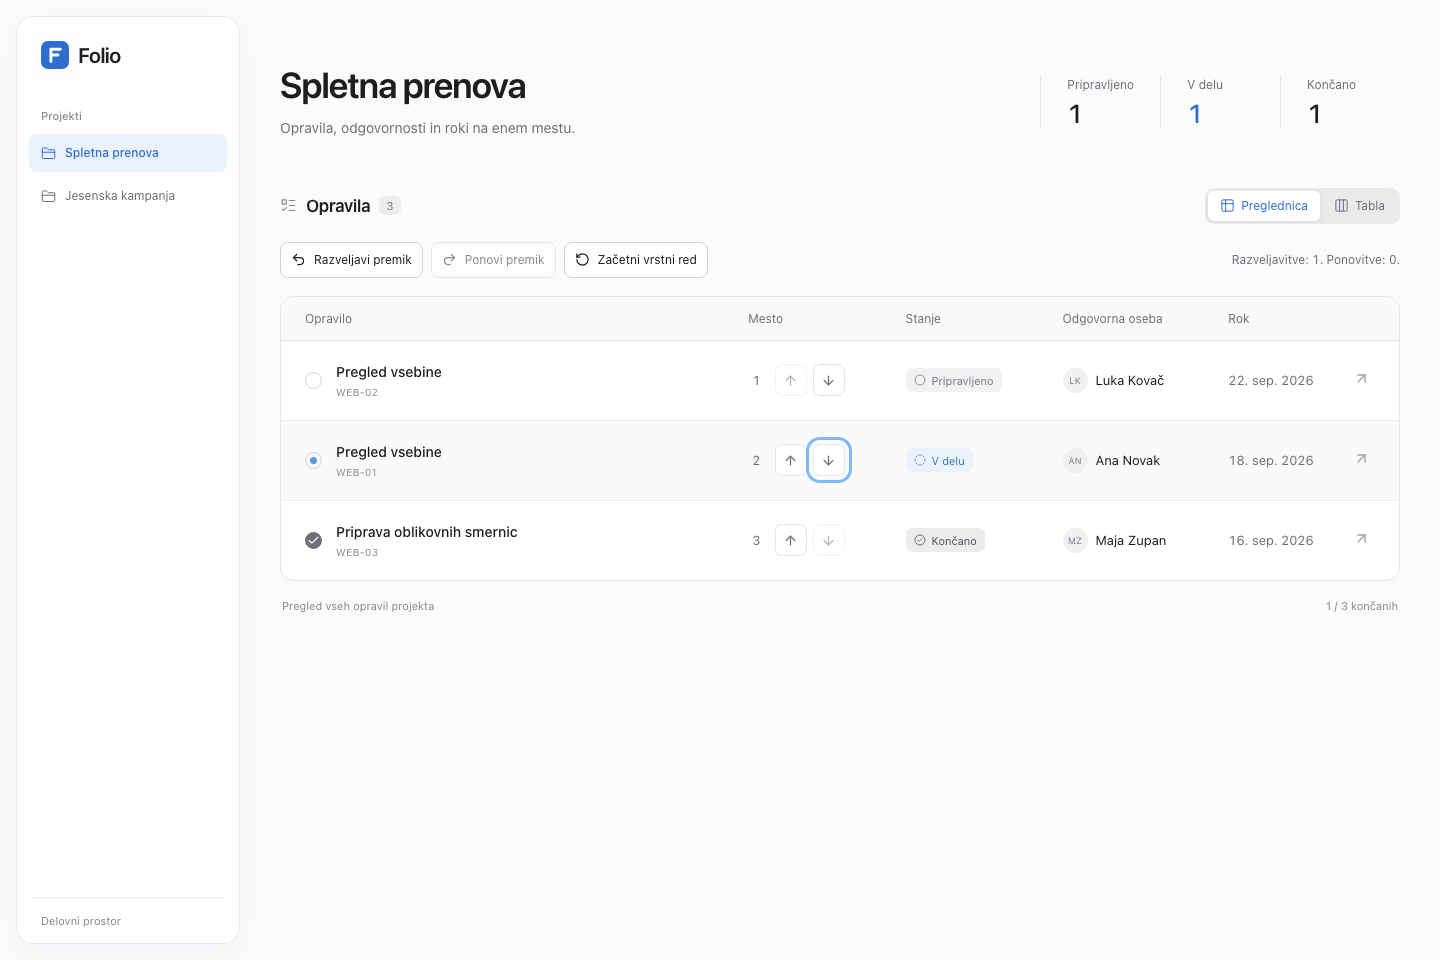 Folio
Projekti
Spletna prenova
Jesenska kampanja
Delovni prostor
Spletna prenova
Opravila, odgovornosti in roki na enem mestu.
Pripravljeno
1
V delu
1
Končano
1
Opravila 3
Preglednica
Tabla
Razveljavi premik
Ponovi premik
Začetni vrstni red
Razveljavitve: 1. Ponovitve: 0.
Opravilo Mesto Stanje Odgovorna oseba Rok
Pregled vsebine
WEB-02
1
Pripravljeno
LK Luka Kovač
22. sep. 2026
Pregled vsebine
WEB-01
2
V delu
AN Ana Novak
18. sep. 2026
Priprava oblikovnih smernic
WEB-03
3
Končano
MZ Maja Zupan
16. sep. 2026
Pregled vseh opravil projekta
1 / 3 končanih